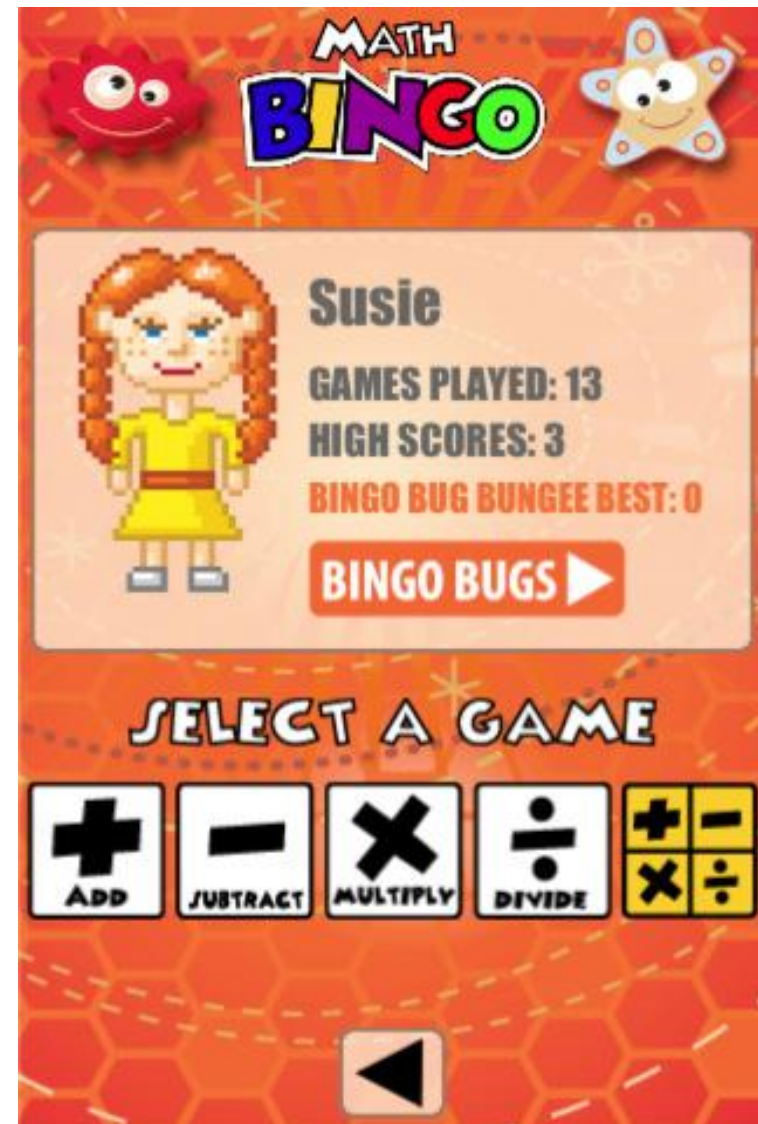 MATH
BINGO
Susie
GAMES PLAYED: 13
HIGH SCORES: 3
BINGO BUG BUNGEE BEST: 0
BINGO BUGS
SELECT A GAME
ADD SUBTRACT MULTIPLY DIVIDE